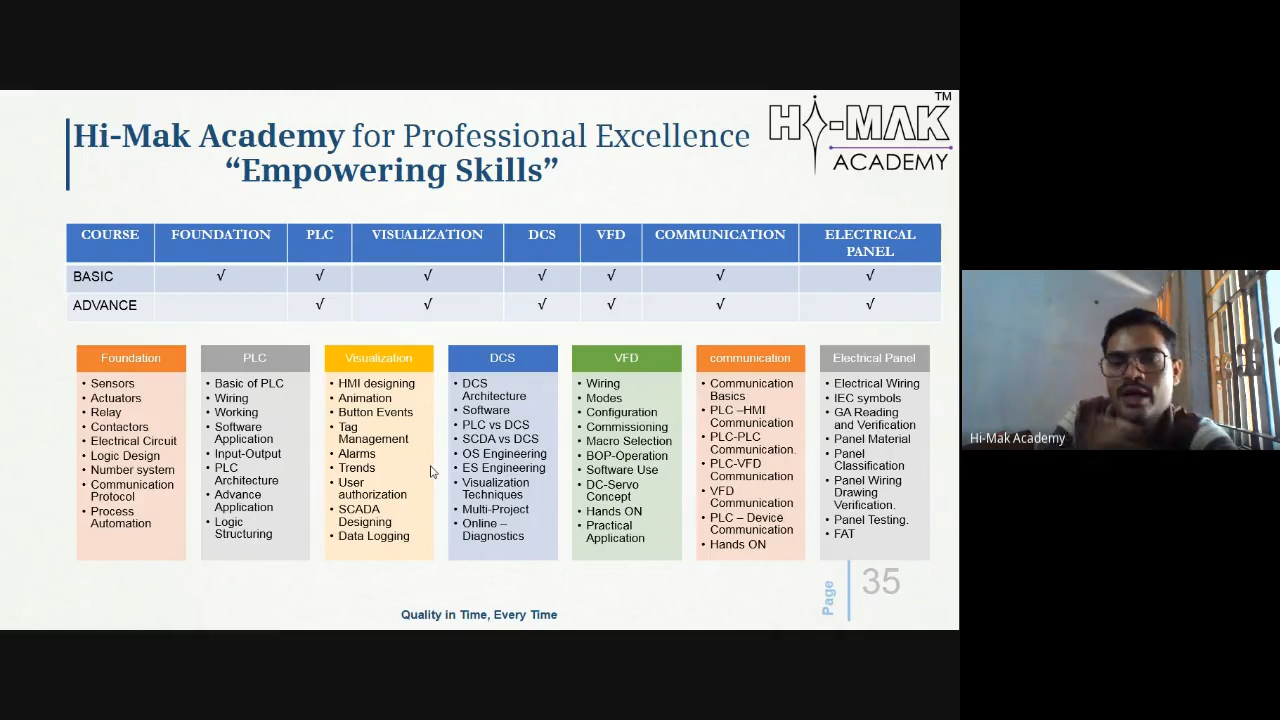 Hi-Mak Academy for Professional Excellence
“Empowering Skills”
TM
HI-MAK
ACADEMY
COURSE FOUNDATION PLC VISUALIZATION DCS VFD COMMUNICATION ELECTRICAL
PANEL
BASIC √ √ √ √ √ √ √
ADVANCE √ √ √ √ √ √
Foundation
• Sensors
• Actuators
• Relay
• Contactors
• Electrical Circuit
• Logic Design
• Number system
• Communication
Protocol
• Process
Automation
PLC
• Basic of PLC
• Wiring
• Working
• Software
Application
• Input-Output
• PLC
Architecture
• Advance
Application
• Logic
Structuring
Visualization
• HMI designing
• Animation
• Button Events
• Tag
Management
• Alarms
• Trends
• User
authorization
• SCADA
Designing
• Data Logging
DCS
• DCS
Architecture
• Software
• PLC vs DCS
• SCDA vs DCS
• OS Engineering
• ES Engineering
• Visualization
Techniques
• Multi-Project
• Online –
Diagnostics
VFD
• Wiring
• Modes
• Configuration
• Commissioning
• Macro Selection
• BOP-Operation
• Software Use
• DC-Servo
Concept
• Hands ON
• Practical
Application
communication
• Communication
Basics
• PLC –HMI
Communication
• PLC-PLC
Communication.
• PLC-VFD
Communication
• VFD
Communication
• PLC – Device
Communication
• Hands ON
Electrical Panel
• Electrical Wiring
• IEC symbols
• GA Reading
and Verification
• Panel Material
• Panel
Classification
• Panel Wiring
Drawing
Verification.
• Panel Testing.
• FAT
Page 35
Quality in Time, Every Time
Hi-Mak Academy